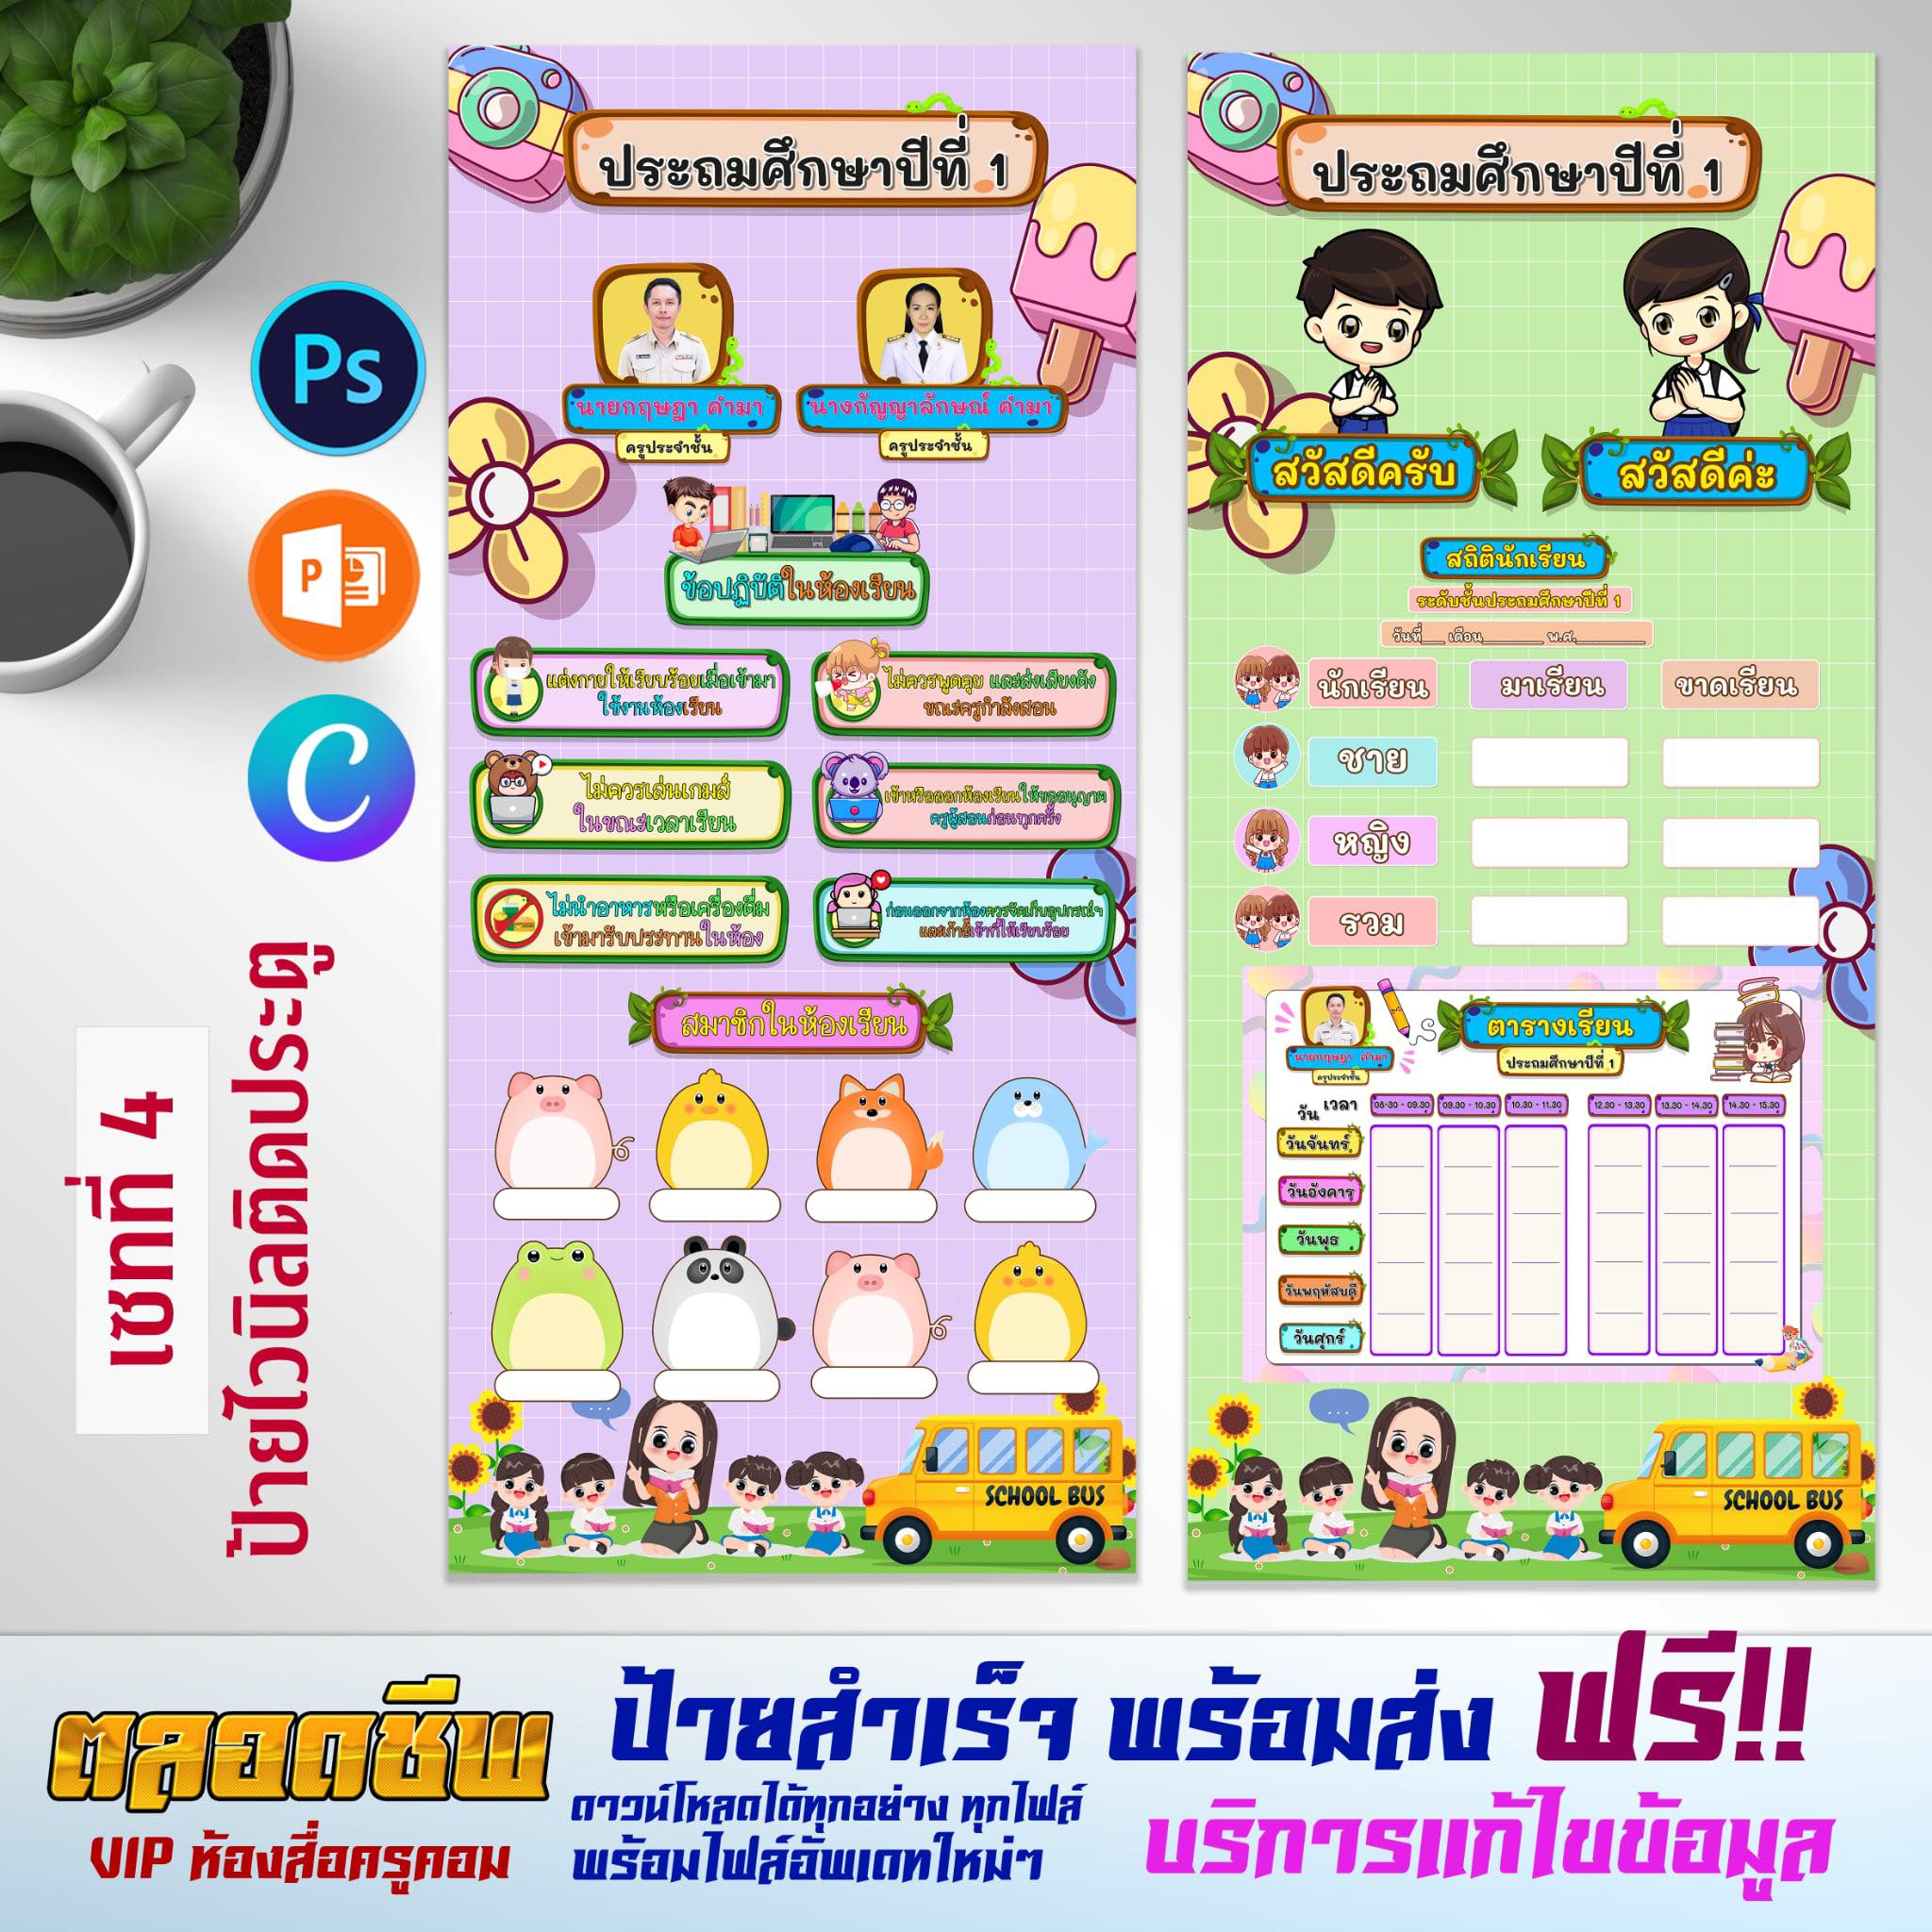 ประถมศึกษาปีที่ 1
นายกฤษฎา คำมา
ครูประจำชั้น
นางกัญญาลักษณ์ คำมา
ครูประจำชั้น
ข้อปฏิบัติในห้องเรียน
แต่งกายให้เรียบร้อยเมื่อเข้ามา
ใช้งานห้องเรียน
ไม่ควรพูดคุย และส่งเสียงดัง
ขณะครูกำลังสอน
ไม่ควรเล่นเกมส์
ในขณะเวลาเรียน
เข้าหรือออกห้องเรียนให้ขออนุญาต
ครูผู้สอนก่อนทุกครั้ง
ไม่นำอาหารหรือเครื่องดื่ม
เข้ามารับประทานในห้อง
ก่อนออกจากห้องควรจัดเก็บอุปกรณ์ฯ
และเก้าอี้เข้าที่ให้เรียบร้อย
สมาชิกในห้องเรียน
SCHOOL BUS
ประถมศึกษาปีที่ 1
สวัสดีครับ
สวัสดีค่ะ
สถิตินักเรียน
ระดับชั้นประถมศึกษาปีที่ 1
วันที่____ เดือน__________ พ.ศ.__________
นักเรียน มาเรียน ขาดเรียน
ชาย
หญิง
รวม
นายกฤษฎา คำมา
ครูประจำชั้น
ตารางเรียน
ประถมศึกษาปีที่ 1
วัน เวลา 08.30 - 09.30 09.30 - 10.30 10.30 - 11.30 12.30 - 13.30 13.30 - 14.30 14.30 - 15.30
วันจันทร์
วันอังคาร
วันพุธ
วันพฤหัสบดี
วันศุกร์
SCHOOL BUS
Ps
P
C
เซทที่ 4
ป้ายไวนิลติดประตู
ตลอดชีพ
VIP ห้องสื่อครูคอม
ป้ายสำเร็จ พร้อมส่ง ฟรี!!
ดาวน์โหลดได้ทุกอย่าง ทุกไฟล์
พร้อมไฟล์อัพเดทใหม่ๆ
บริการแก้ไขข้อมูล